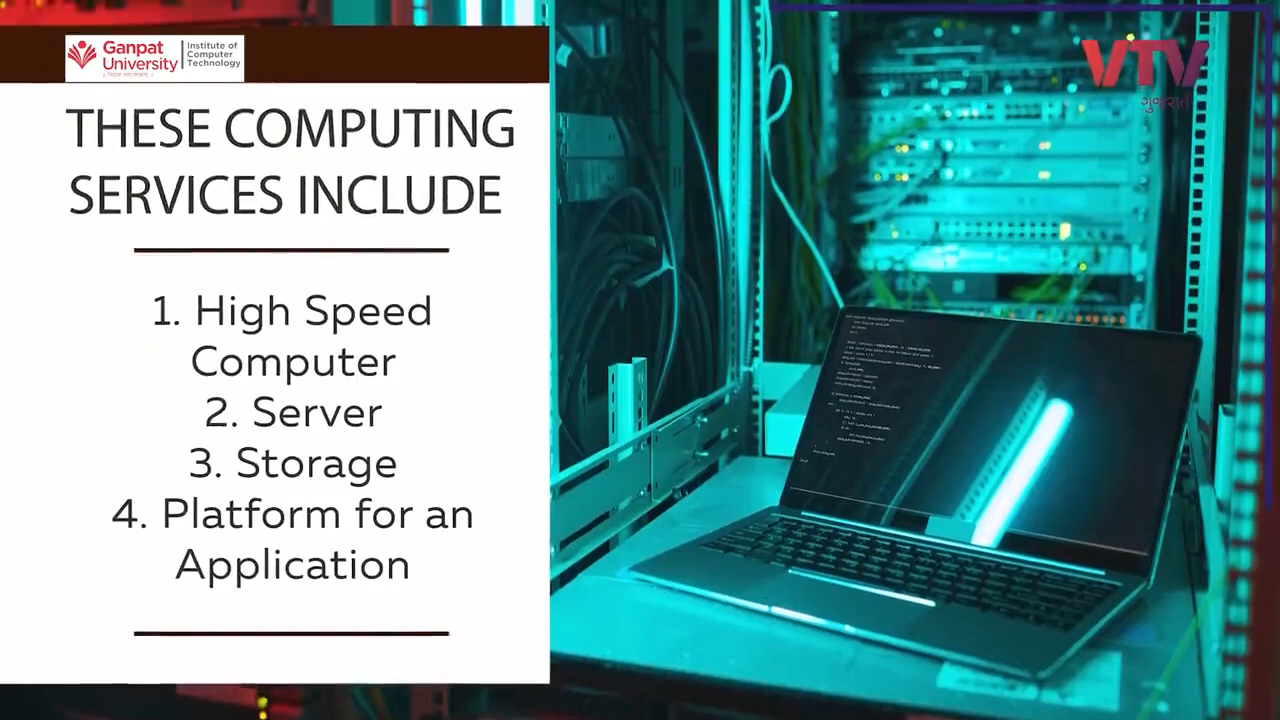 Ganpat
University
Institute of
Computer
Technology
VTV
ગુજરાતી
THESE COMPUTING
SERVICES INCLUDE
1. High Speed
Computer
2. Server
3. Storage
4. Platform for an
Application